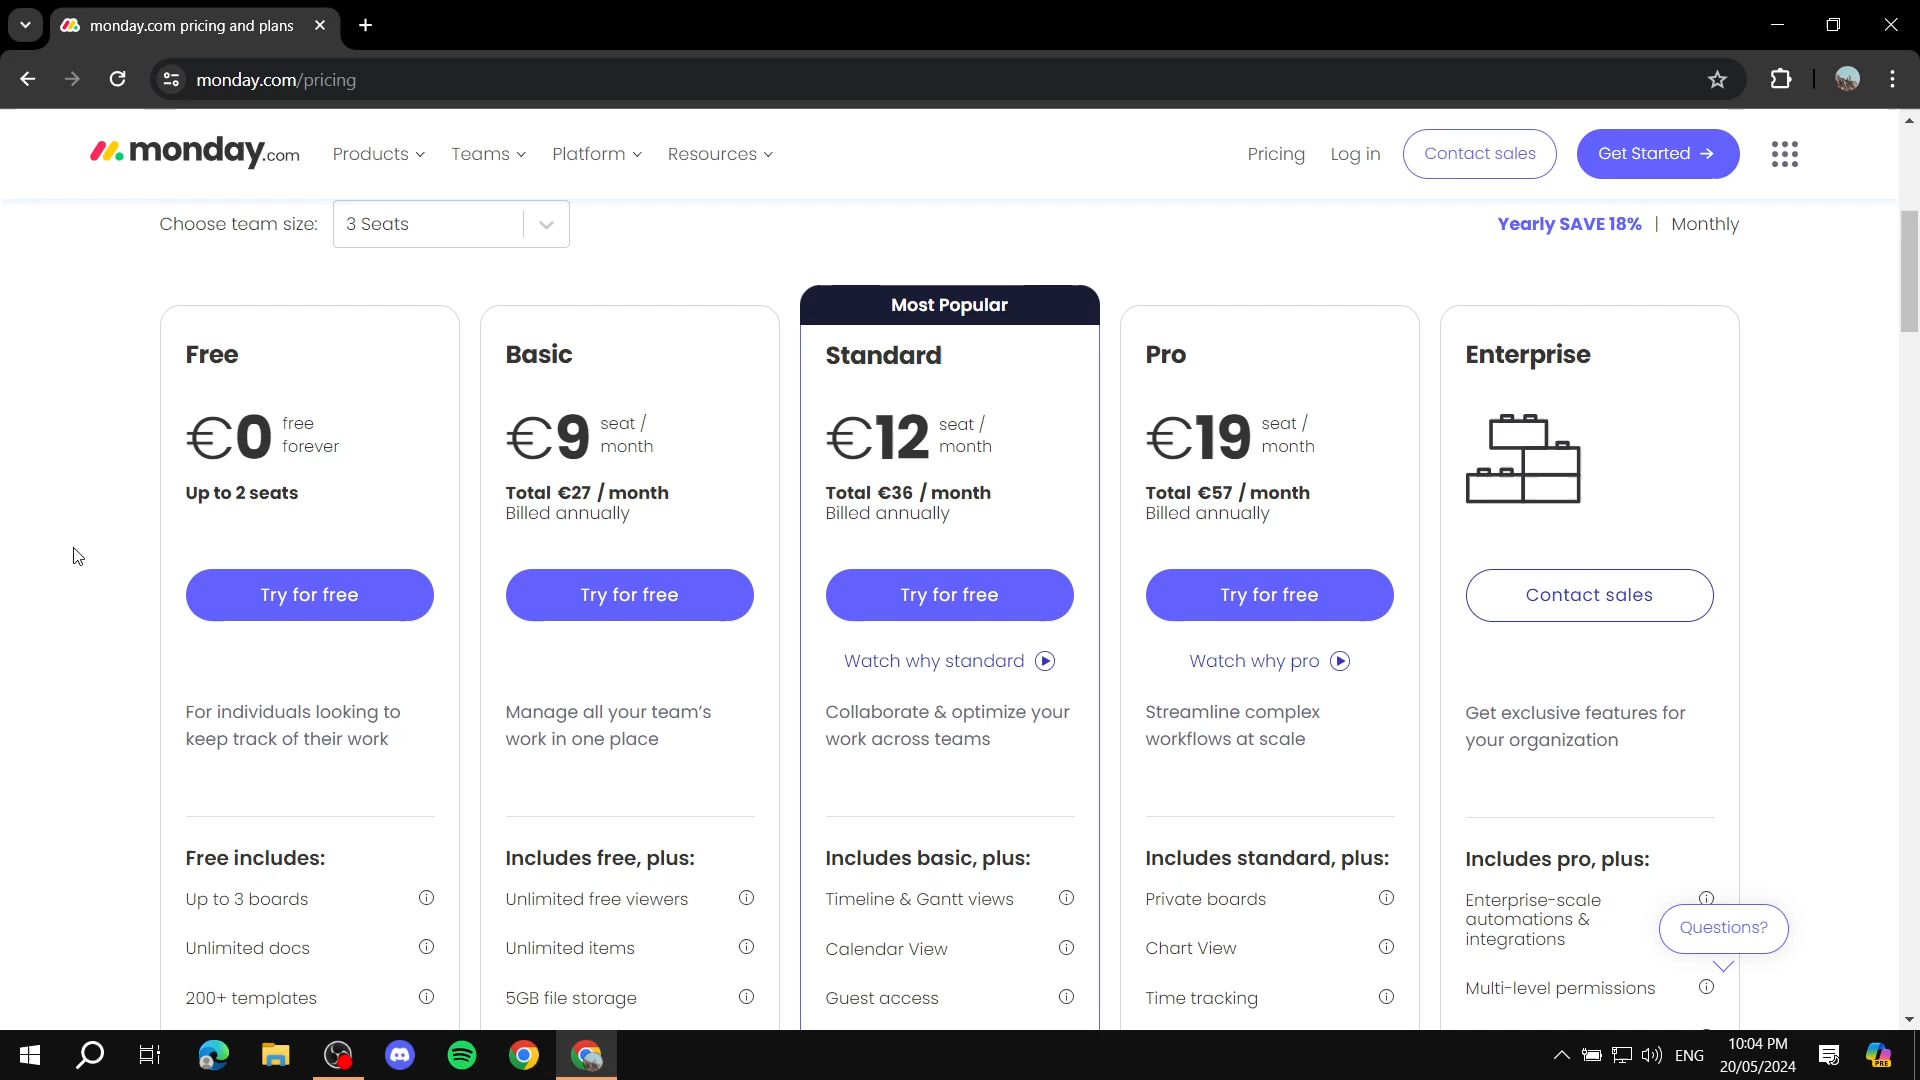 monday.com pricing and plans
monday.com/pricing
monday.com
Products
Teams
Platform
Resources
Pricing
Log in
Contact sales
Get Started
Choose team size:
3 Seats
Yearly SAVE 18% | Monthly
Free
€0 free
forever
Up to 2 seats
Try for free
For individuals looking to
keep track of their work
Free includes:
Up to 3 boards
Unlimited docs
200+ templates
Basic
€9 seat /
month
Total €27 / month
Billed annually
Try for free
Manage all your team's
work in one place
Includes free, plus:
Unlimited free viewers
Unlimited items
5GB file storage
Most Popular
Standard
€12 seat /
month
Total €36 / month
Billed annually
Try for free
Watch why standard
Collaborate & optimize your
work across teams
Includes basic, plus:
Timeline & Gantt views
Calendar View
Guest access
Pro
€19 seat /
month
Total €57 / month
Billed annually
Try for free
Watch why pro
Streamline complex
workflows at scale
Includes standard, plus:
Private boards
Chart View
Time tracking
Enterprise
Contact sales
Get exclusive features for
your organization
Includes pro, plus:
Enterprise-scale
automations &
integrations
Multi-level permissions
Questions?
ENG
10:04 PM
20/05/2024
PRE